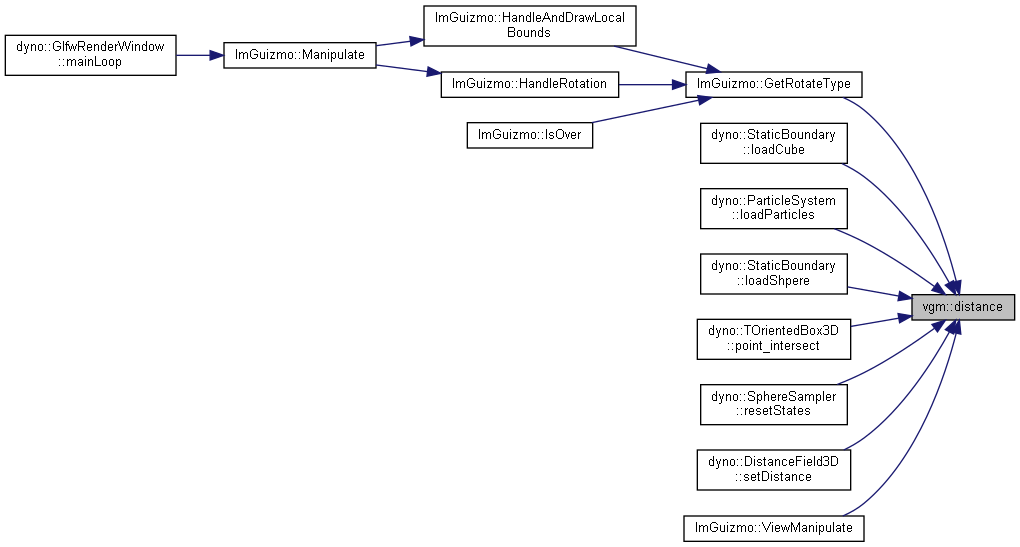 dyno::GlfwRenderWindow
::mainLoop
ImGuizmo::Manipulate
ImGuizmo::HandleAndDrawLocal
Bounds
ImGuizmo::HandleRotation
ImGuizmo::IsOver
ImGuizmo::GetRotateType
dyno::StaticBoundary
::loadCube
dyno::ParticleSystem
::loadParticles
dyno::StaticBoundary
::loadShpere
dyno::TOrientedBox3D
::point_intersect
dyno::SphereSampler
::resetStates
dyno::DistanceField3D
::setDistance
ImGuizmo::ViewManipulate
vgm::distance